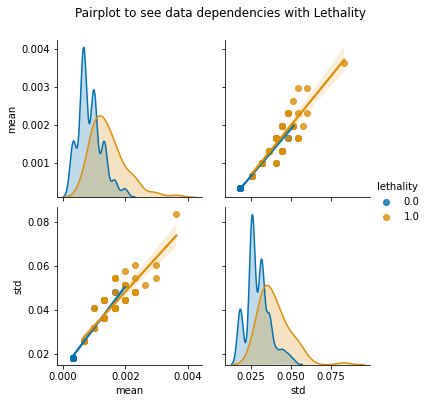 Pairplot to see data dependencies with Lethality
0.004
0.003
0.002
0.001
mean
lethality
0.0
1.0
0.08
0.06
0.04
0.02
std
0.000 0.002 0.004
mean
0.025 0.050 0.075
std